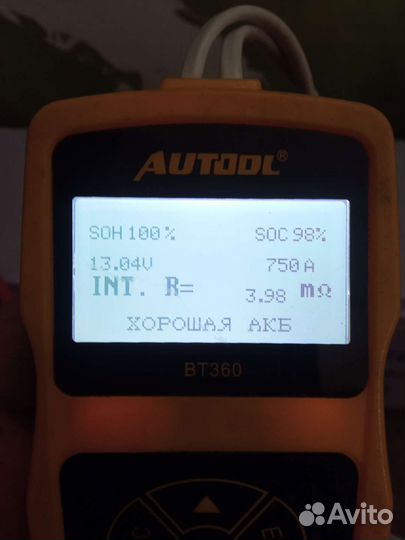 AUTOOL®
SOH 100% SOC 98%
13.04V 750 A
INT. R= 3.98 mΩ
ХОРОШАЯ АКБ
BT360
Avito